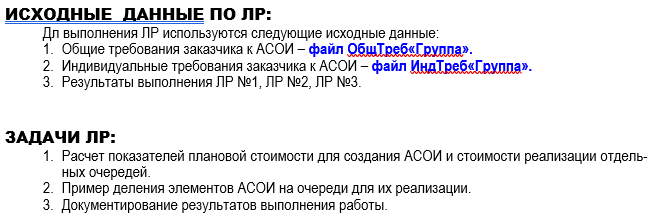 ИСХОДНЫЕ ДАННЫЕ ПО ЛР:
Дл выполнения ЛР используются следующие исходные данные:
1. Общие требования заказчика к АСОИ – файл ОбщТреб«Группа».
2. Индивидуальные требования заказчика к АСОИ – файл ИндТреб«Группа».
3. Результаты выполнения ЛР №1, ЛР №2, ЛР №3.
ЗАДАЧИ ЛР:
1. Расчет показателей плановой стоимости для создания АСОИ и стоимости реализации отдель-
ных очередей.
2. Пример деления элементов АСОИ на очереди для их реализации.
3. Документирование результатов выполнения работы.